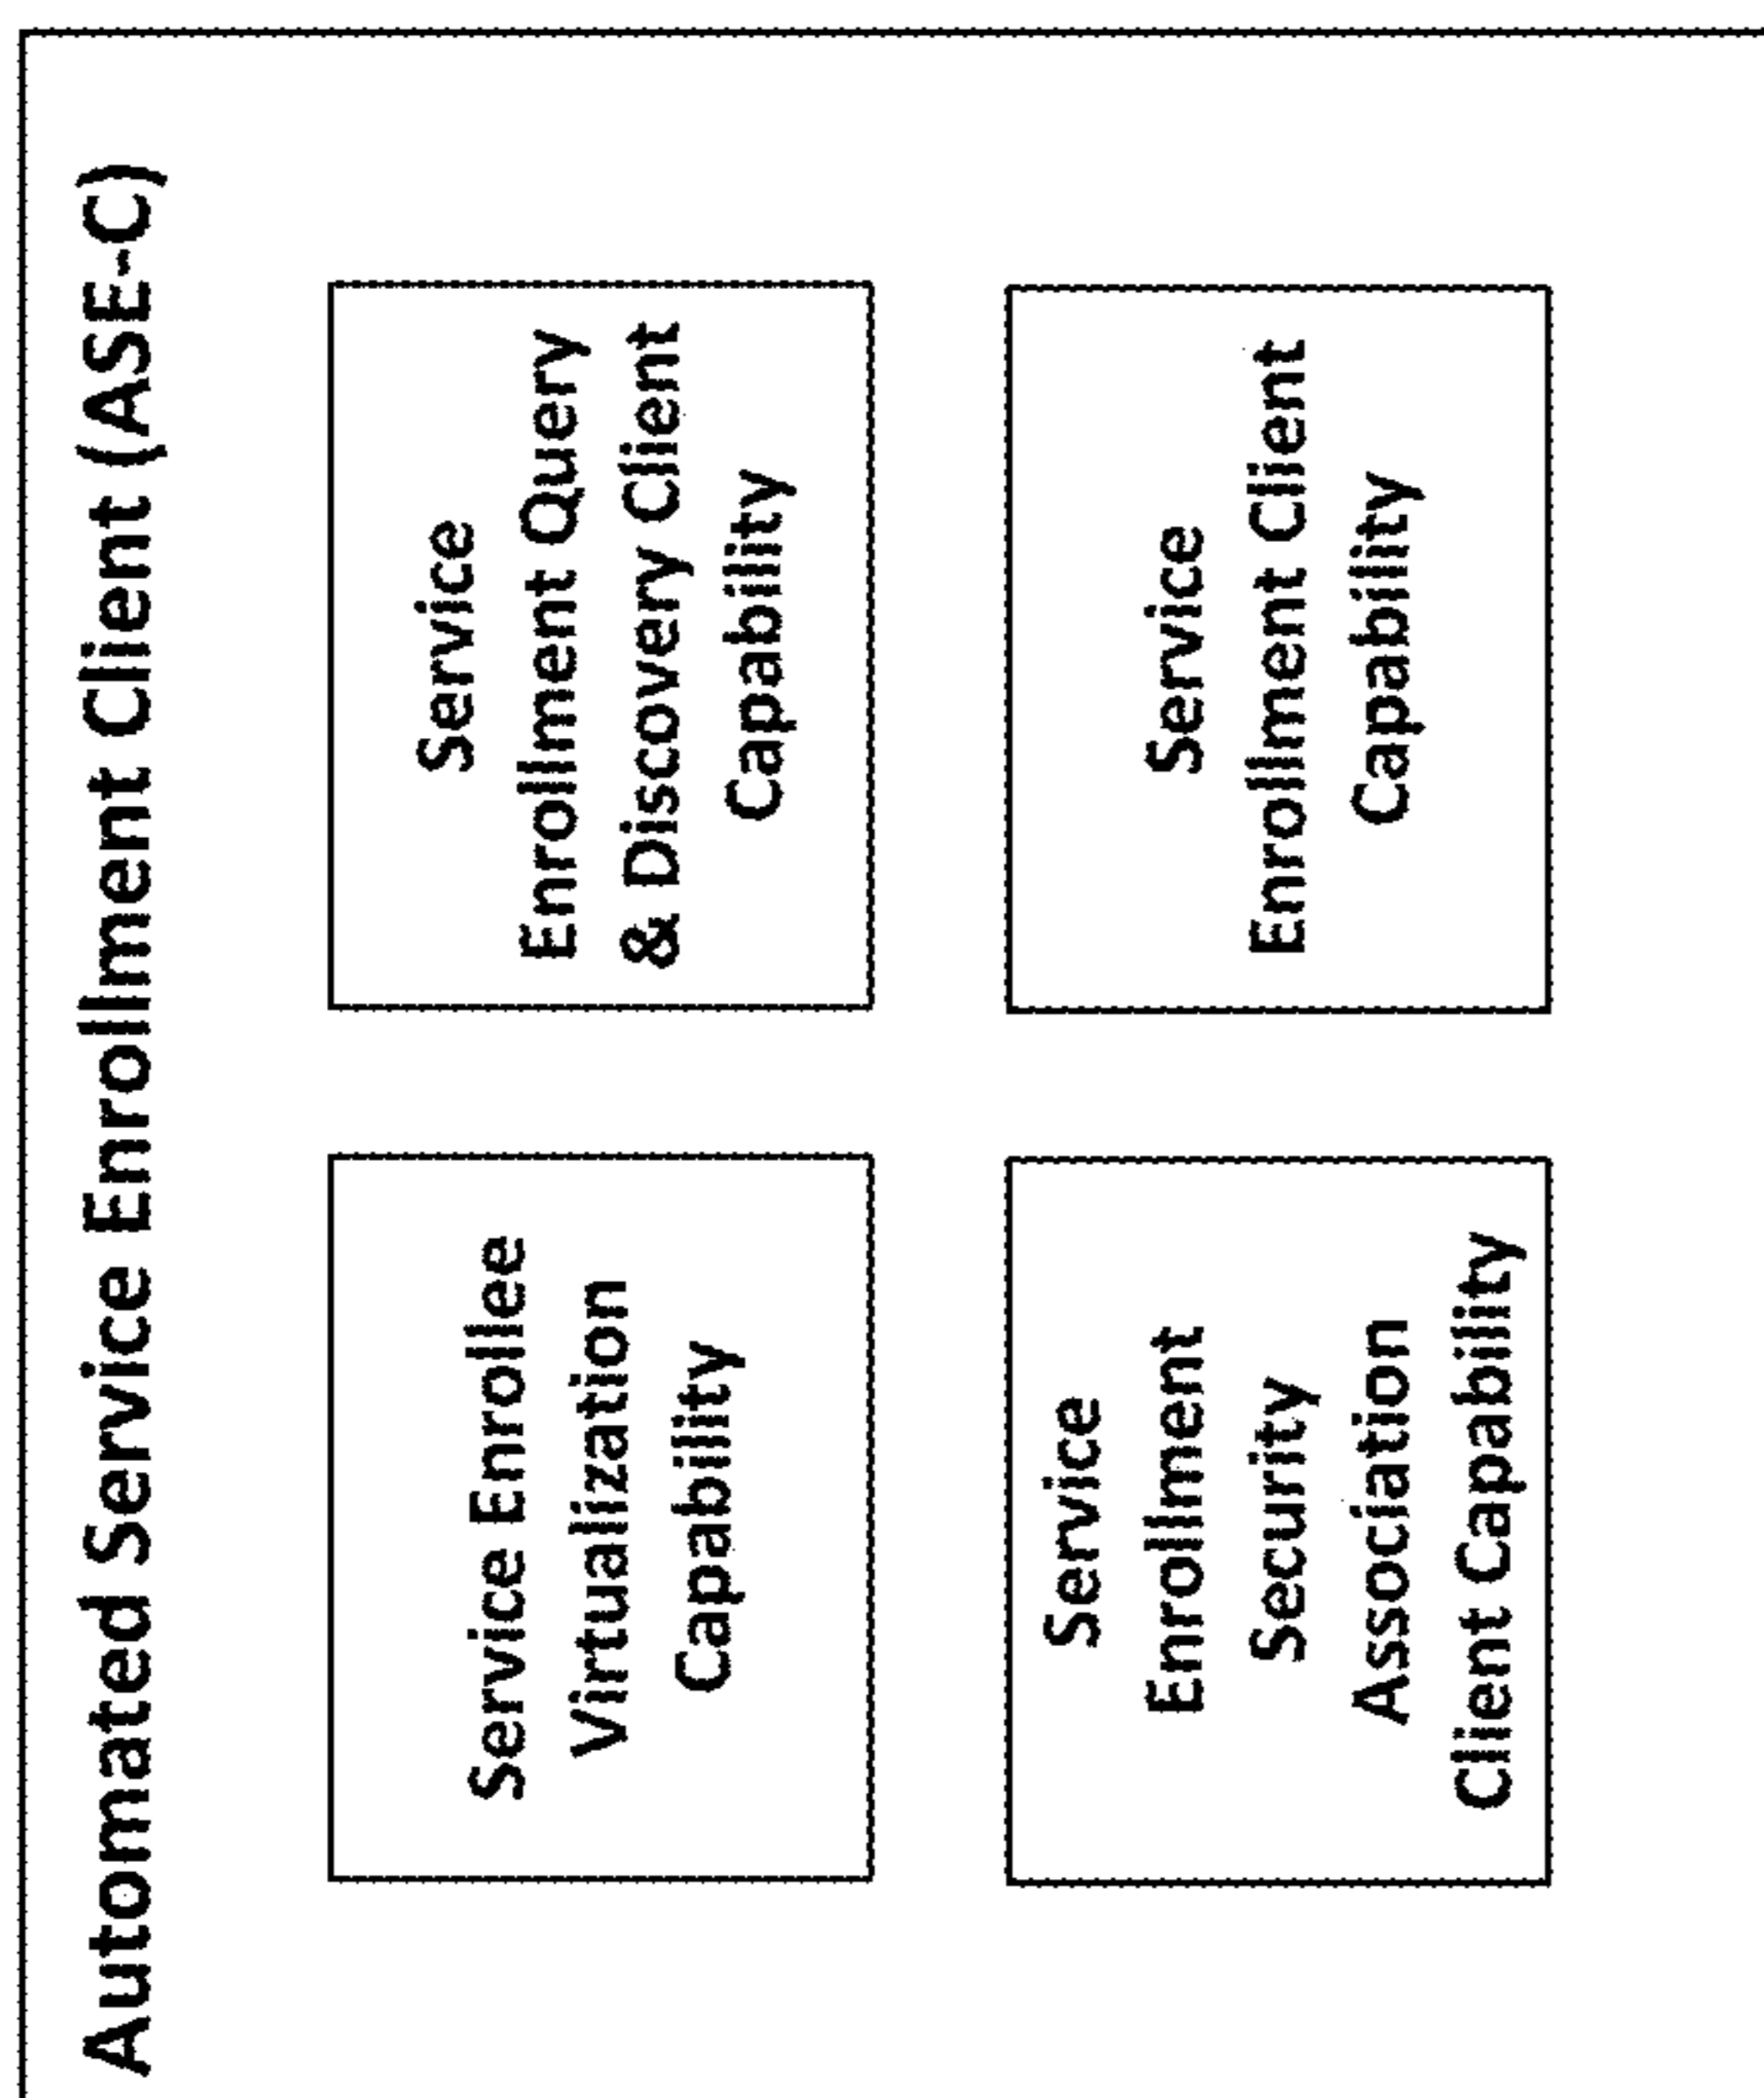 Automated Service Enrollment Client (ASE-C)
Service Enrollee
Virtualization
Capability
Service
Enrollment Query
& Discovery Client
Capability
Service
Enrollment
Security
Association
Client Capability
Service
Enrollment Client
Capability